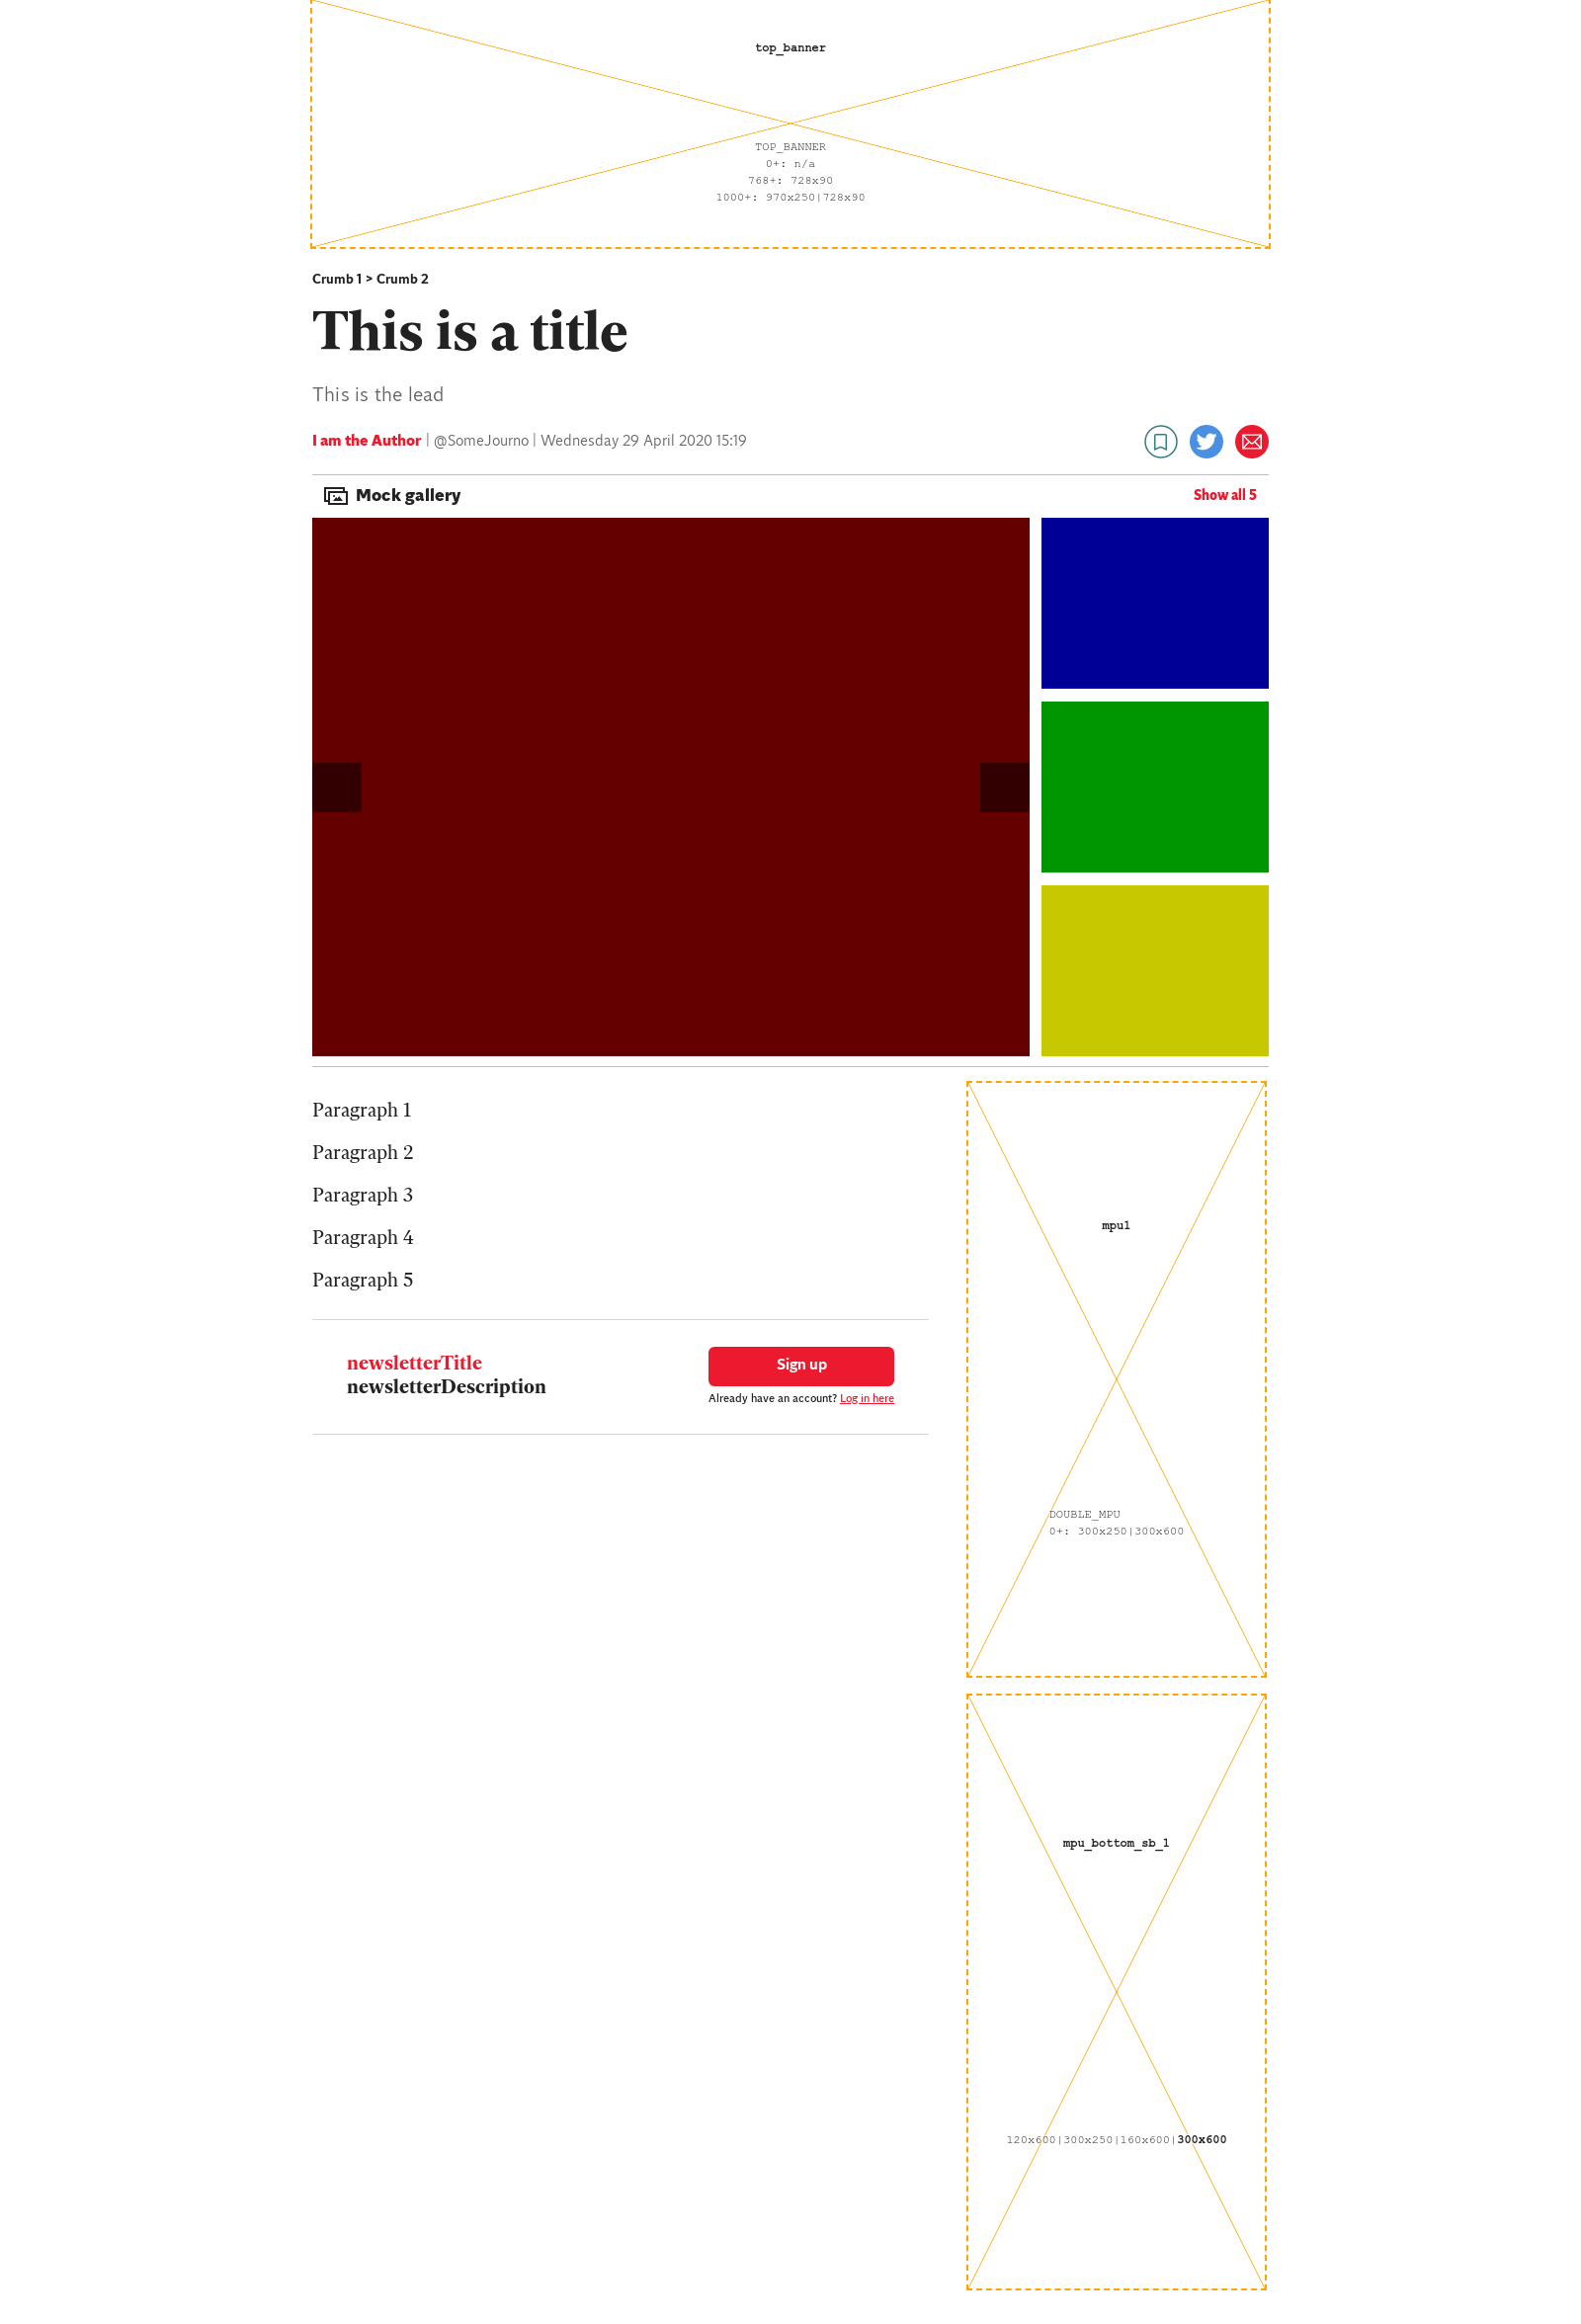 top_banner
TOP_BANNER
0+: n/a
768+: 728x90
1000+: 970x250|728x90
Crumb 1 > Crumb 2
This is a title
This is the lead
I am the Author | @SomeJourno | Wednesday 29 April 2020 15:19
Mock gallery
Show all 5
Paragraph 1
Paragraph 2
Paragraph 3
Paragraph 4
Paragraph 5
newsletterTitle
newsletterDescription
Sign up
Already have an account? Log in here
mpu1
DOUBLE_MPU
0+: 300x250|300x600
mpu_bottom_sb_1
120x600|300x250|160x600|300x600